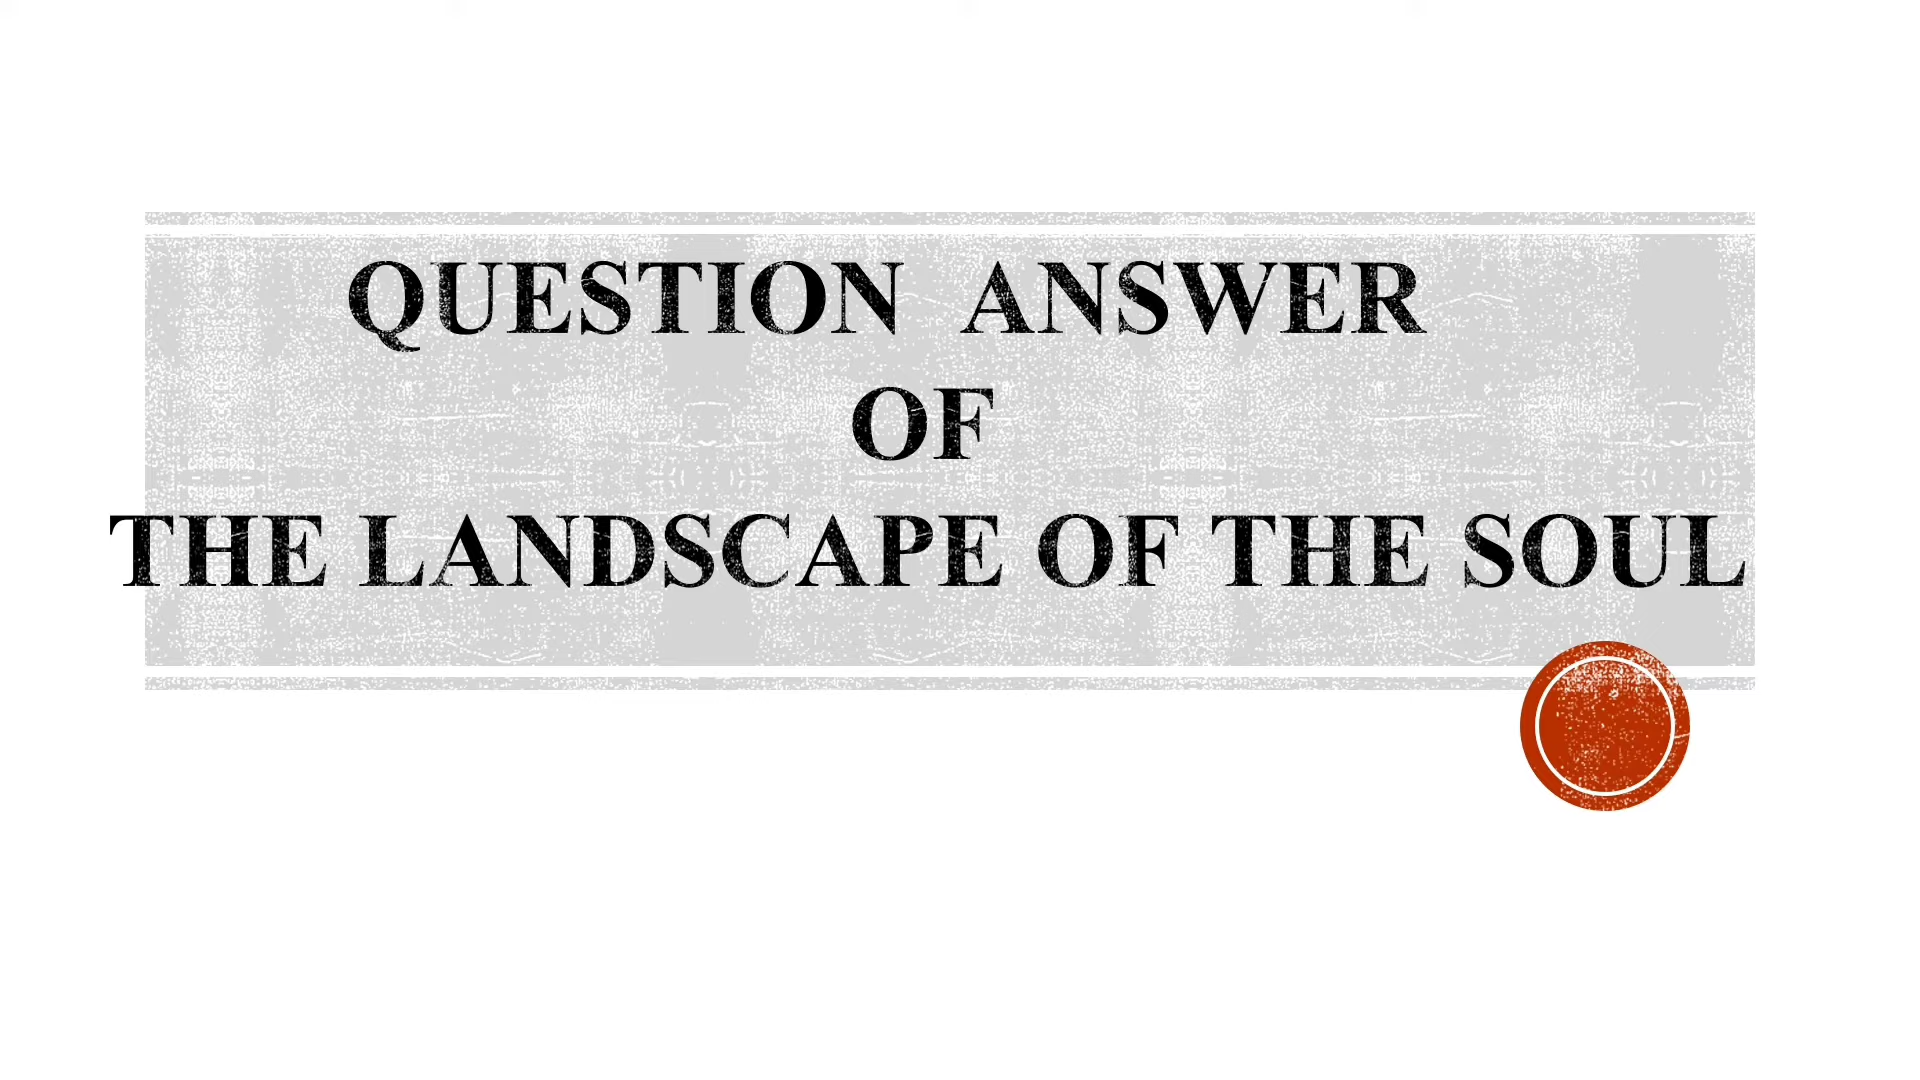 QUESTION ANSWER
OF
THE LANDSCAPE OF THE SOUL